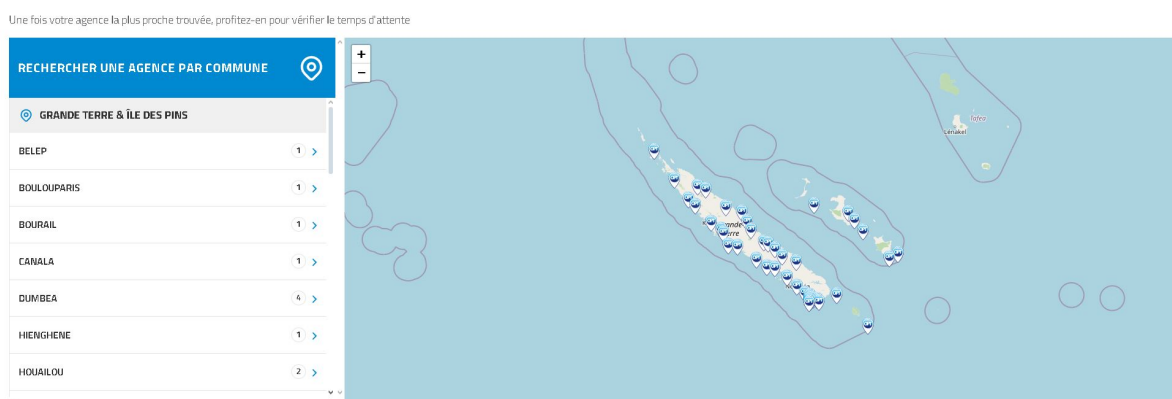 Une fois votre agence la plus proche trouvée, profitez-en pour vérifier le temps d'attente
RECHERCHER UNE AGENCE PAR COMMUNE
GRANDE TERRE & ÎLE DES PINS
BELEP 1
BOULOUPARIS 1
BOURAIL 1
CANALA 1
DUMBEA 4
HIENGHENE 1
HOUAILOU 2
+
−
Tafea
Lenakel